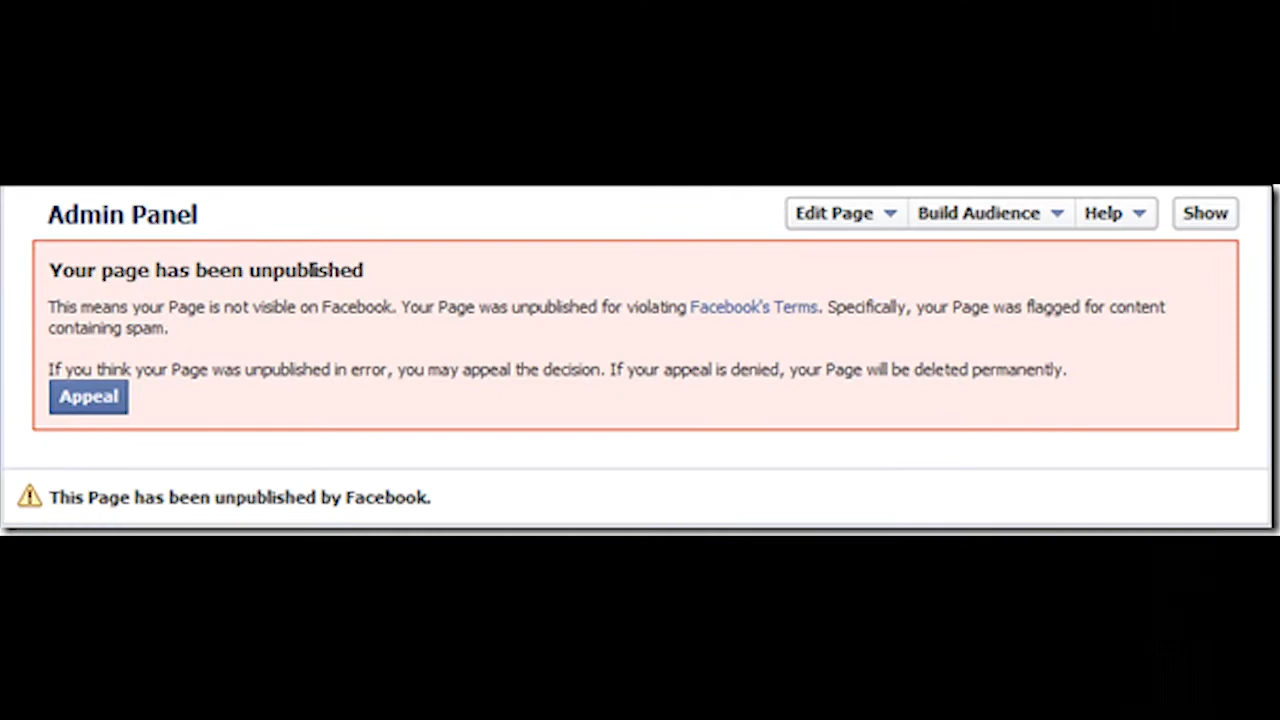 Admin Panel
Edit Page Build Audience Help Show
Your page has been unpublished
This means your Page is not visible on Facebook. Your Page was unpublished for violating Facebook's Terms. Specifically, your Page was flagged for content
containing spam.
If you think your Page was unpublished in error, you may appeal the decision. If your appeal is denied, your Page will be deleted permanently.
Appeal
This Page has been unpublished by Facebook.